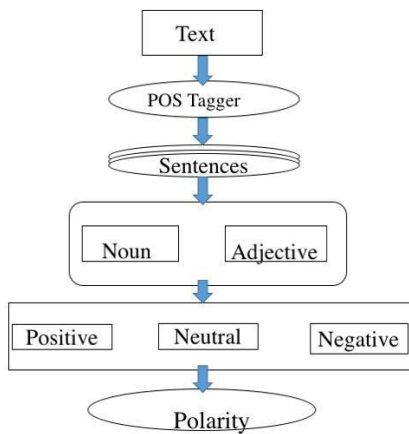 Text
POS Tagger
Sentences
Noun Adjective
Positive Neutral Negative
Polarity